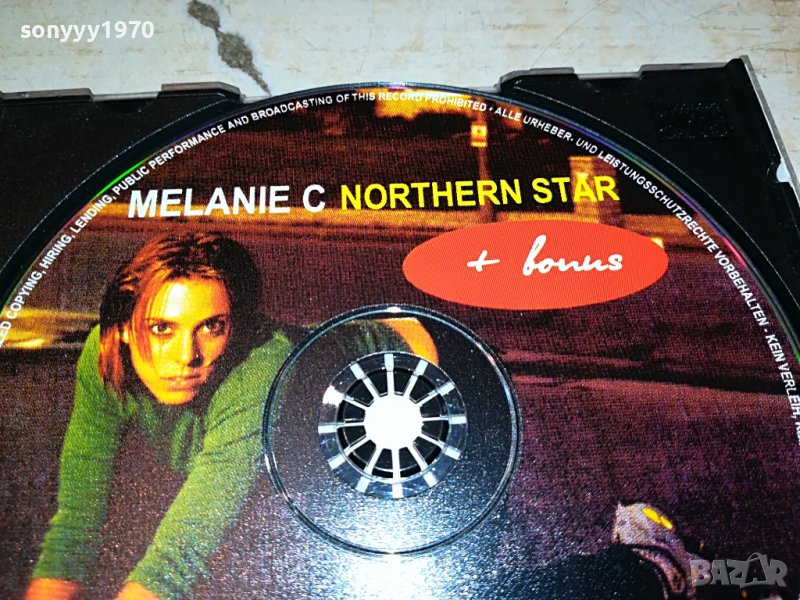 sonyyy1970
COPYING, HIRING, LENDING, PUBLIC PERFORMANCE AND BROADCASTING OF THIS RECORD PROHIBITED · ALLE URHEBER- UND LEISTUNGSSCHUTZRECHTE VORBEHALTEN · KEIN VERLEIH,
MELANIE C NORTHERN STAR
+ bonus
BAZAR